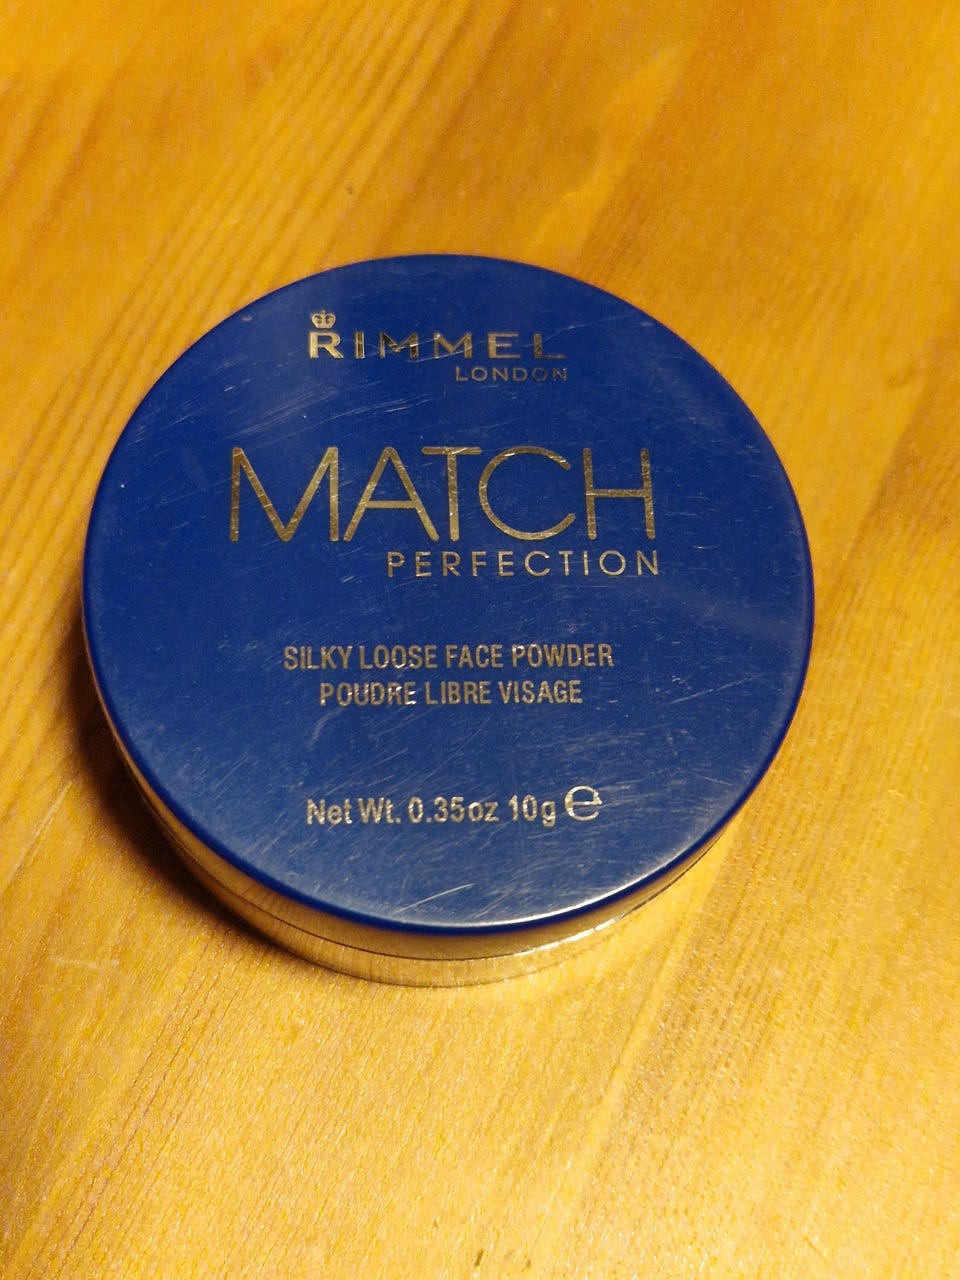 RIMMEL
LONDON
MATCH
PERFECTION
SILKY LOOSE FACE POWDER
POUDRE LIBRE VISAGE
Net Wt. 0.35oz 10g ℮